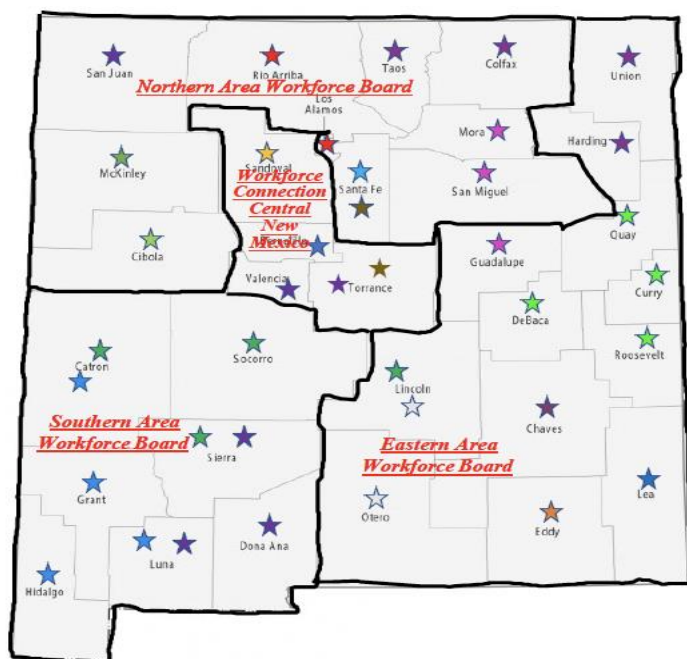 San Juan
Rio Arriba
Taos
Colfax
Union
Northern Area Workforce Board
Los
Alamos
Mora
Harding
McKinley
Sandoval
Santa Fe
San Miguel
Workforce
Connection
Central
New
Mexico
Cibola
Quay
Guadalupe
Valencia
Torrance
Curry
DeBaca
Roosevelt
Catron
Socorro
Lincoln
Chaves
Southern Area
Workforce Board
Sierra
Eastern Area
Workforce Board
Grant
Lea
Otero
Eddy
Dona Ana
Luna
Hidalgo